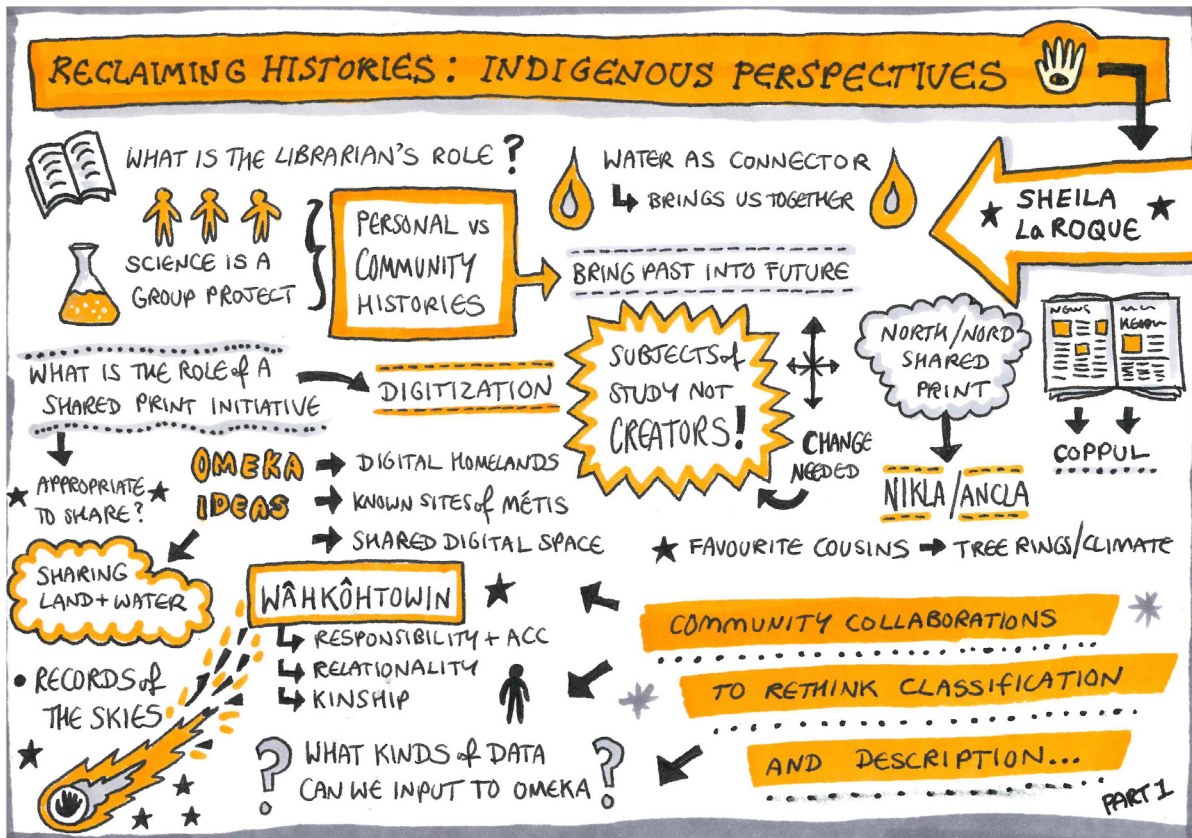 RECLAIMING HISTORIES: INDIGENOUS PERSPECTIVES
WHAT IS THE LIBRARIAN'S ROLE?
SCIENCE IS A
GROUP PROJECT
PERSONAL vs
COMMUNITY
HISTORIES
WATER AS CONNECTOR
BRINGS US TOGETHER
BRING PAST INTO FUTURE
SHEILA
La ROQUE
WHAT IS THE ROLE of A
SHARED PRINT INITIATIVE
DIGITIZATION
SUBJECTS of
STUDY NOT
CREATORS!
CHANGE
NEEDED
NORTH/NORD
SHARED
PRINT
NEWS
COPPUL
NIKLA/ANCLA
APPROPRIATE
TO SHARE?
OMEKA
IDEAS
DIGITAL HOMELANDS
KNOWN SITES of MÉTIS
SHARED DIGITAL SPACE
FAVOURITE COUSINS → TREE RINGS/CLIMATE
SHARING
LAND + WATER
WÂHKÔHTOWIN
RESPONSIBILITY + ACC
RELATIONALITY
KINSHIP
• RECORDS of
THE SKIES
? WHAT KINDS of DATA
CAN WE INPUT TO OMEKA ?
COMMUNITY COLLABORATIONS
TO RETHINK CLASSIFICATION
AND DESCRIPTION...
PART 1